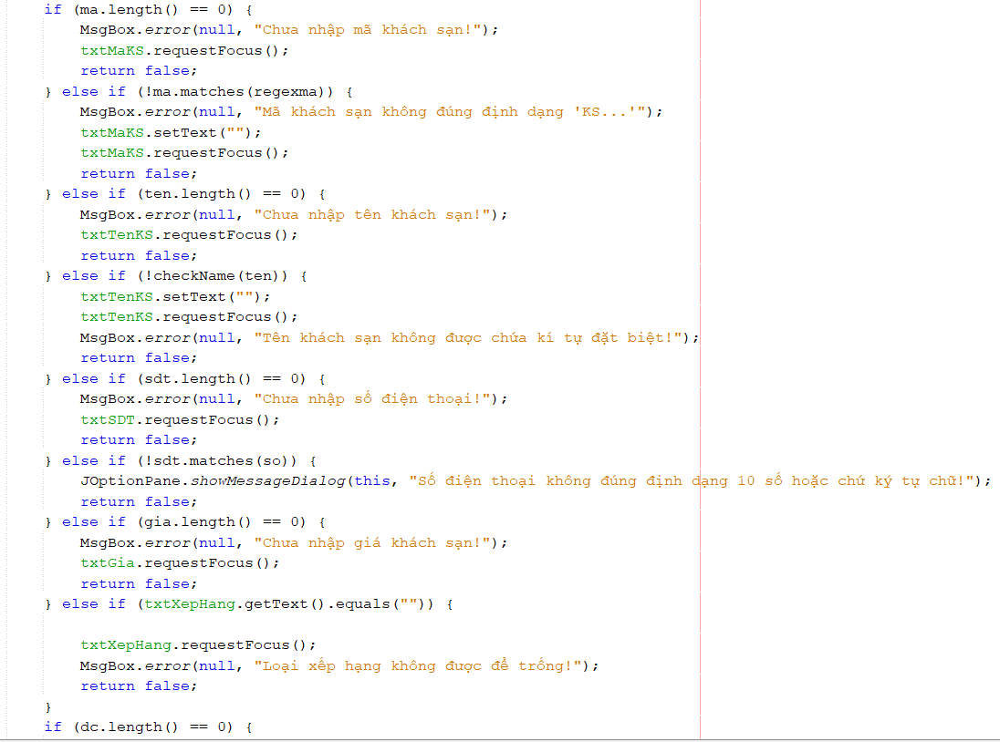 if (ma.length() == 0) {
MsgBox.error(null, "Chưa nhập mã khách sạn!");
txtMaKS.requestFocus();
return false;
} else if (!ma.matches(regexma)) {
MsgBox.error(null, "Mã khách sạn không đúng định dạng 'KS...'");
txtMaKS.setText("");
txtMaKS.requestFocus();
return false;
} else if (ten.length() == 0) {
MsgBox.error(null, "Chưa nhập tên khách sạn!");
txtTenKS.requestFocus();
return false;
} else if (!checkName(ten)) {
txtTenKS.setText("");
txtTenKS.requestFocus();
MsgBox.error(null, "Tên khách sạn không được chứa kí tự đặt biệt!");
return false;
} else if (sdt.length() == 0) {
MsgBox.error(null, "Chưa nhập số điện thoại!");
txtSDT.requestFocus();
return false;
} else if (!sdt.matches(so)) {
JOptionPane.showMessageDialog(this, "Số điện thoại không đúng định dạng 10 số hoặc chứ ký tự chữ!");
return false;
} else if (gia.length() == 0) {
MsgBox.error(null, "Chưa nhập giá khách sạn!");
txtGia.requestFocus();
return false;
} else if (txtXepHang.getText().equals("")) {
txtXepHang.requestFocus();
MsgBox.error(null, "Loại xếp hạng không được để trống!");
return false;
}
if (dc.length() == 0) {